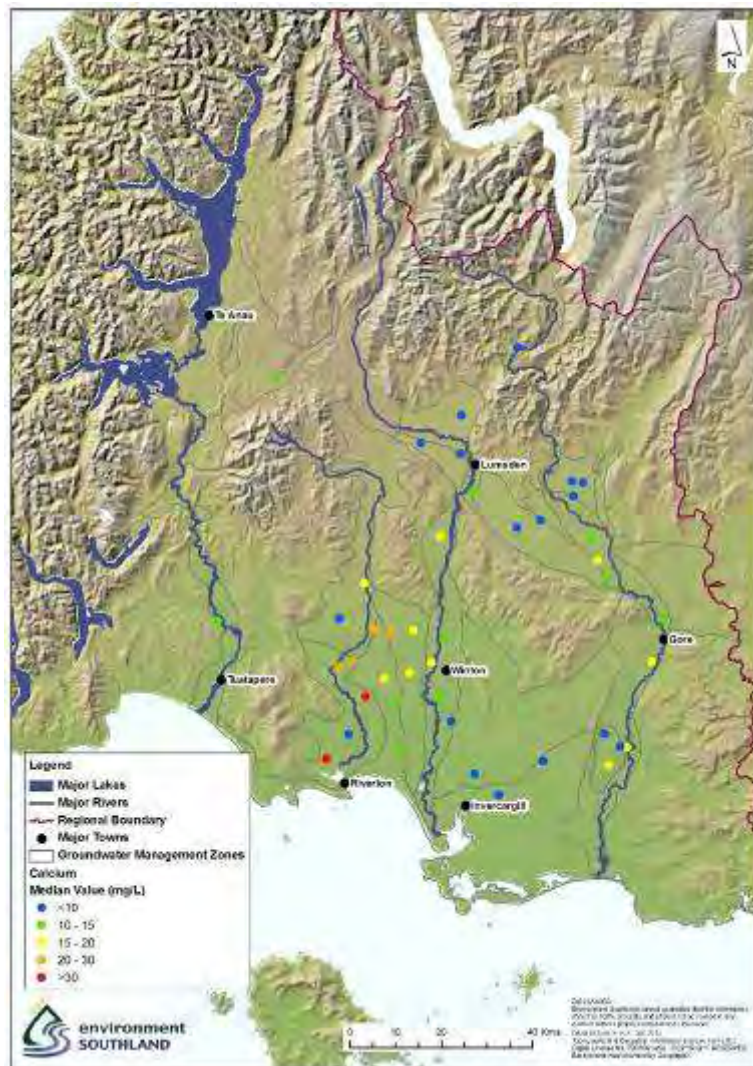 N
Te Anau
Lumsden
Gore
Winton
Tuatapere
Riverton
Invercargill
Legend
Major Lakes
Major Rivers
Regional Boundary
Major Towns
Groundwater Management Zones
Calcium
Median Value (mg/L)
<10
10 - 15
15 - 20
20 - 30
>30
environment
SOUTHLAND
0 10 20 40 Kms